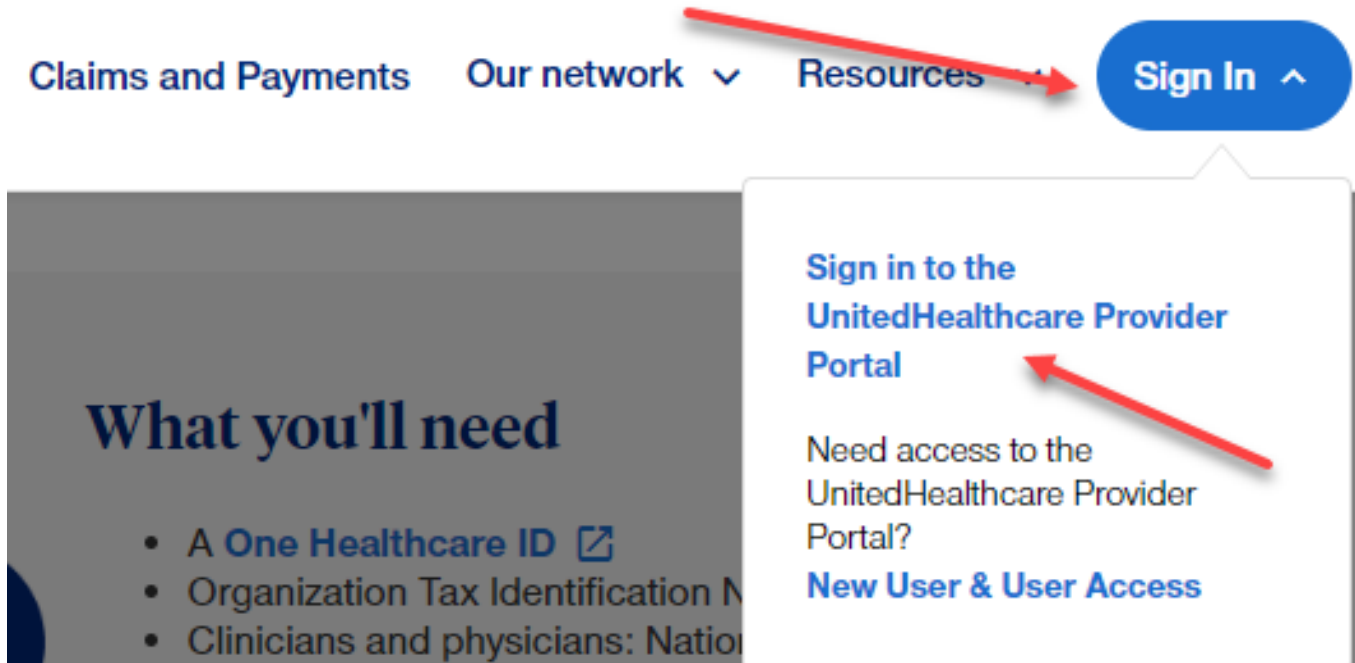 Claims and Payments Our network Resources Sign In
Sign in to the
UnitedHealthcare Provider
Portal
Need access to the
UnitedHealthcare Provider
Portal?
New User & User Access
What you'll need
• A One Healthcare ID
• Organization Tax Identification
• Clinicians and physicians: